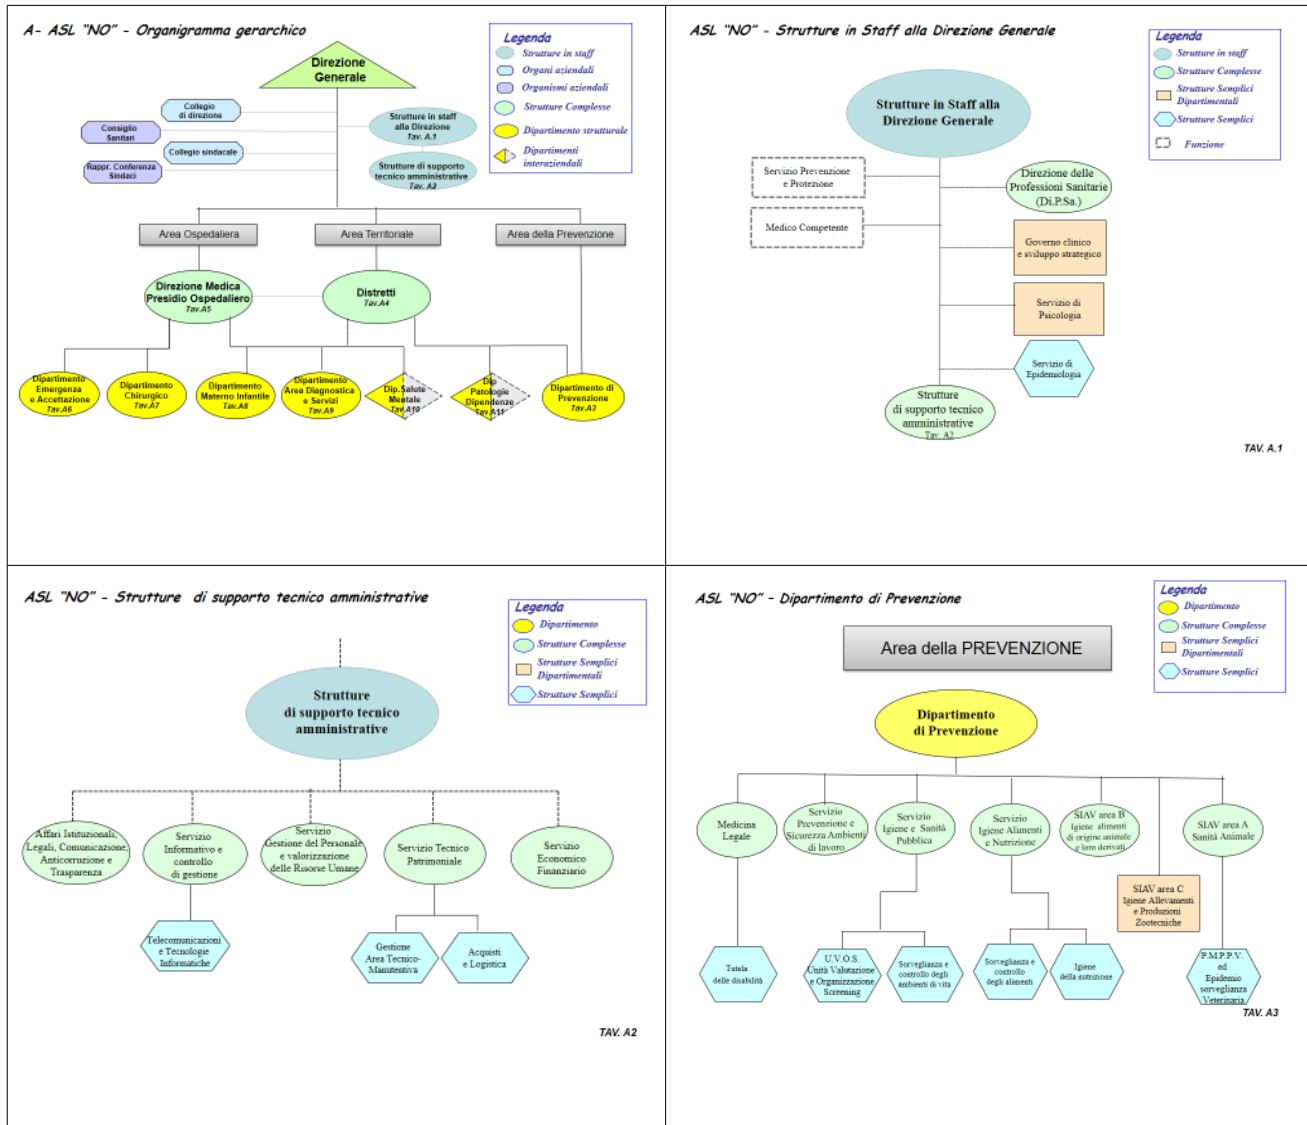 A- ASL "NO" - Organigramma gerarchico
Legenda
Strutture in staff
Organi aziendali
Organismi aziendali
Strutture Complesse
Dipartimento strutturale
Dipartimenti
interaziendali
Direzione
Generale
Collegio
di direzione
Consiglio
Sanitari
Collegio sindacale
Rappr. Conferenza
Sindaci
Strutture in staff
alla Direzione
Tav. A.1
Strutture di supporto
tecnico amministrative
Tav. A2
Area Ospedaliera
Area Territoriale
Area della Prevenzione
Direzione Medica
Presidio Ospedaliero
Tav.A5
Distretti
Tav.A4
Dipartimento
Emergenza
e Accettazione
Tav.A6
Dipartimento
Chirurgico
Tav.A7
Dipartimento
Materno Infantile
Tav.A8
Dipartimento
Area Diagnostica
e Servizi
Tav.A9
Dip.Salute
Mentale
Tav.A10
Dip
Patologie
Dipendenze
Tav.A11
Dipartimento di
Prevenzione
Tav.A3
ASL "NO" - Strutture in Staff alla Direzione Generale
Legenda
Strutture in staff
Strutture Complesse
Strutture Semplici
Dipartimentali
Strutture Semplici
Funzione
Strutture in Staff alla
Direzione Generale
Servizio Prevenzione
e Protezione
Medico Competente
Direzione delle
Professioni Sanitarie
(Di.P.Sa.)
Governo clinico
e sviluppo strategico
Servizio di
Psicologia
Servizio di
Epidemiologia
Strutture
di supporto tecnico
amministrative
Tav. A2
TAV. A.1
ASL "NO" - Strutture di supporto tecnico amministrative
Legenda
Dipartimento
Strutture Complesse
Strutture Semplici
Dipartimentali
Strutture Semplici
Strutture
di supporto tecnico
amministrative
Affari Istituzionali,
Legali, Comunicazione,
Anticorruzione e
Trasparenza
Servizio
Informativo e
controllo
di gestione
Servizio
Gestione del Personale
e valorizzazione
delle Risorse Umane
Servizio Tecnico
Patrimoniale
Servizio
Economico
Finanziario
Telecomunicazioni
e Tecnologie
Informatiche
Gestione
Area Tecnico-
Manutentiva
Acquisti
e Logistica
TAV. A2
ASL "NO" - Dipartimento di Prevenzione
Legenda
Dipartimento
Strutture Complesse
Strutture Semplici
Dipartimentali
Strutture Semplici
Area della PREVENZIONE
Dipartimento
di Prevenzione
Medicina
Legale
Servizio
Prevenzione e
Sicurezza Ambienti
di lavoro
Servizio
Igiene e Sanità
Pubblica
Servizio
Igiene Alimenti
e Nutrizione
SIAV area B
Igiene alimenti
di origine animale
e loro derivati
SIAV area A
Sanità Animale
SIAV area C
Igiene Allevamenti
e Produzioni
Zootecniche
Tutela
delle disabilità
U.V.O.S.
Unità Valutazione
e Organizzazione
Screening
Sorveglianza e
controllo degli
ambienti di vita
Sorveglianza e
controllo
degli alimenti
Igiene
della nutrizione
P.M.P.P.V.
ed
Epidemio
sorveglianza
Veterinaria
TAV. A3